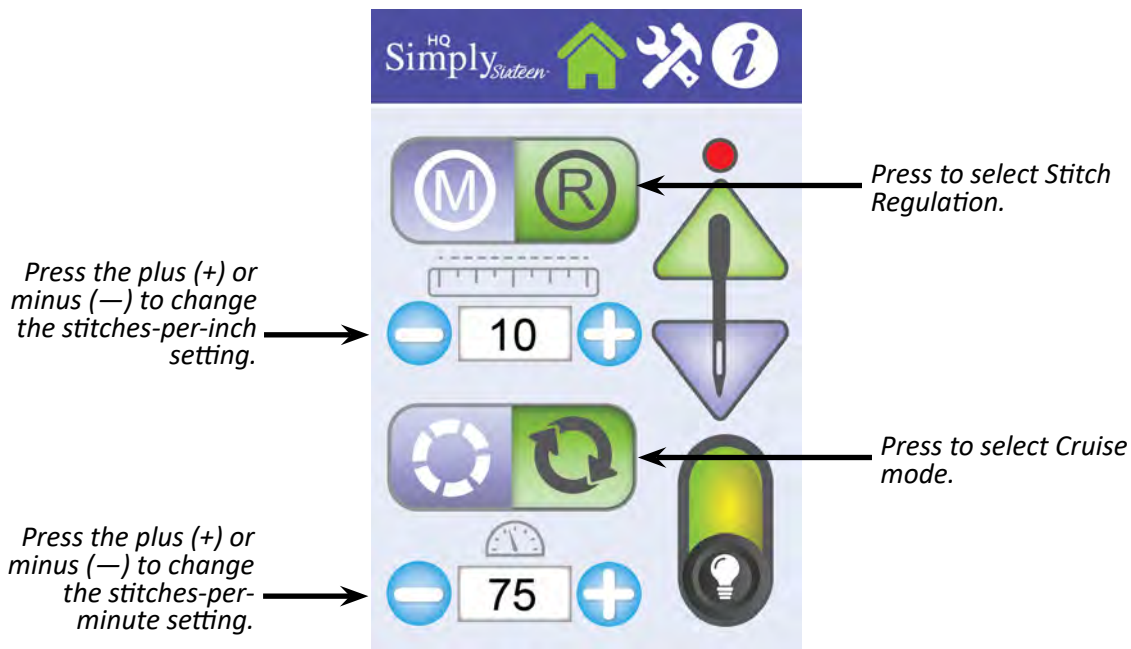 HQ
Simply Sixteen
i
M R
Press to select Stitch
Regulation.
Press the plus (+) or
minus (—) to change
the stitches-per-inch
setting.
10
Press to select Cruise
mode.
Press the plus (+) or
minus (—) to change
the stitches-per-
minute setting.
75